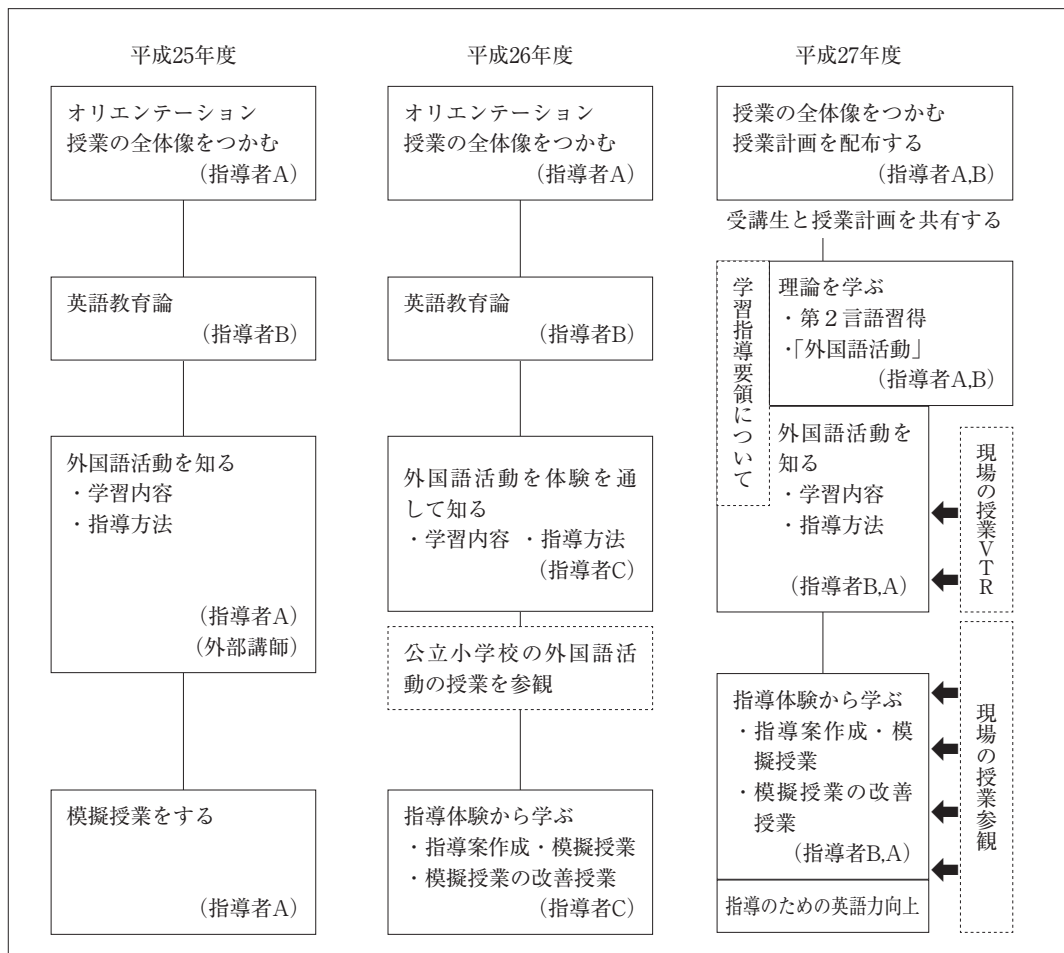 平成25年度
オリエンテーション
授業の全体像をつかむ
(指導者A)
英語教育論
(指導者B)
外国語活動を知る
・学習内容
・指導方法
(指導者A)
(外部講師)
模擬授業をする
(指導者A)
平成26年度
オリエンテーション
授業の全体像をつかむ
(指導者A)
英語教育論
(指導者B)
外国語活動を体験を通
して知る
・学習内容 ・指導方法
(指導者C)
公立小学校の外国語活
動の授業を参観
指導体験から学ぶ
・指導案作成・模擬授業
・模擬授業の改善授業
(指導者C)
平成27年度
授業の全体像をつかむ
授業計画を配布する
(指導者A,B)
受講生と授業計画を共有する
学習指導要領について
理論を学ぶ
・第2言語習得
・「外国語活動」
(指導者A,B)
外国語活動を
知る
・学習内容
・指導方法
(指導者B,A)
現場の授業VTR
指導体験から学ぶ
・指導案作成・模
擬授業
・模擬授業の改善
授業
(指導者B,A)
現場の授業参観
指導のための英語力向上